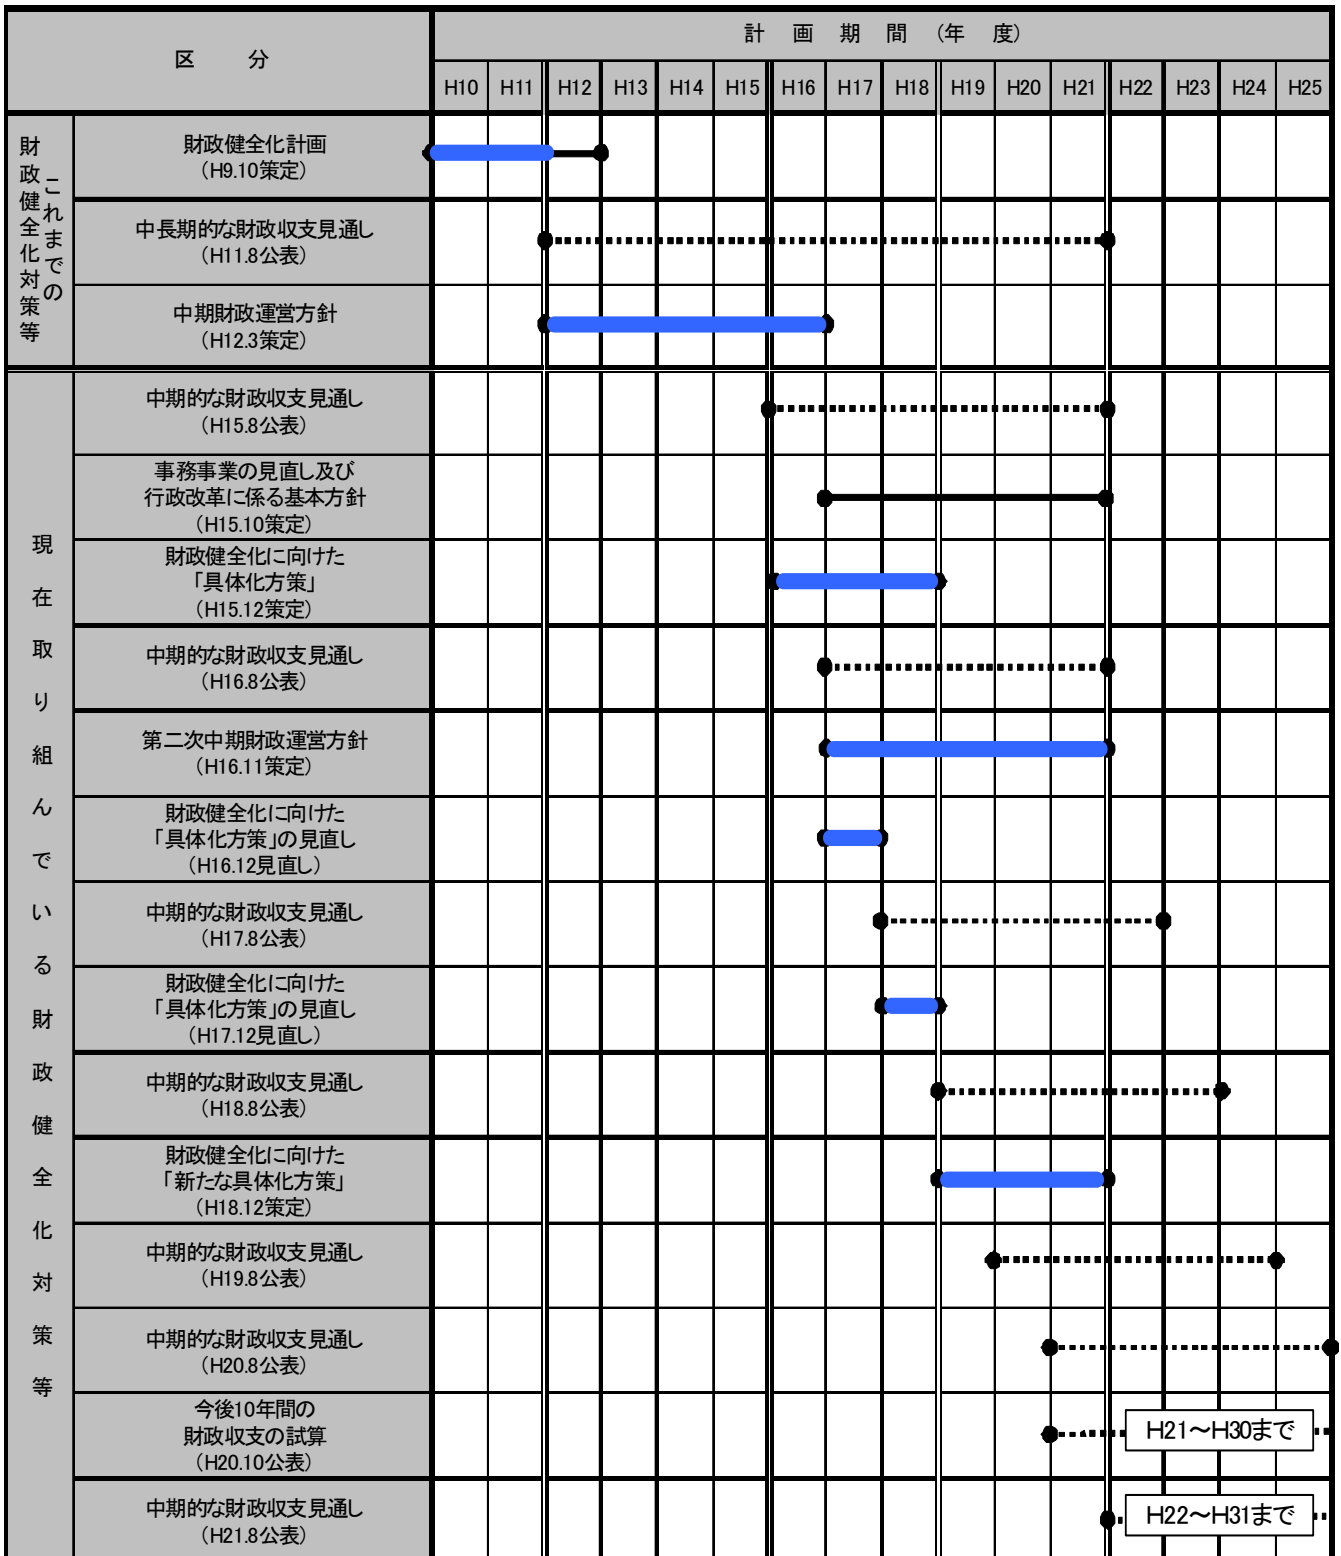 区　分
計　画　期　間　(年　度)
H10 H11 H12 H13 H14 H15 H16 H17 H18 H19 H20 H21 H22 H23 H24 H25
これまでの
財政健全化対策等
財政健全化計画
(H9.10策定)
中長期的な財政収支見通し
(H11.8公表)
中期財政運営方針
(H12.3策定)
現在取り組んでいる財政健全化対策等
中期的な財政収支見通し
(H15.8公表)
事務事業の見直し及び
行政改革に係る基本方針
(H15.10策定)
財政健全化に向けた
「具体化方策」
(H15.12策定)
中期的な財政収支見通し
(H16.8公表)
第二次中期財政運営方針
(H16.11策定)
財政健全化に向けた
「具体化方策」の見直し
(H16.12見直し)
中期的な財政収支見通し
(H17.8公表)
財政健全化に向けた
「具体化方策」の見直し
(H17.12見直し)
中期的な財政収支見通し
(H18.8公表)
財政健全化に向けた
「新たな具体化方策」
(H18.12策定)
中期的な財政収支見通し
(H19.8公表)
中期的な財政収支見通し
(H20.8公表)
今後10年間の
財政収支の試算
(H20.10公表)
H21～H30まで
中期的な財政収支見通し
(H21.8公表)
H22～H31まで